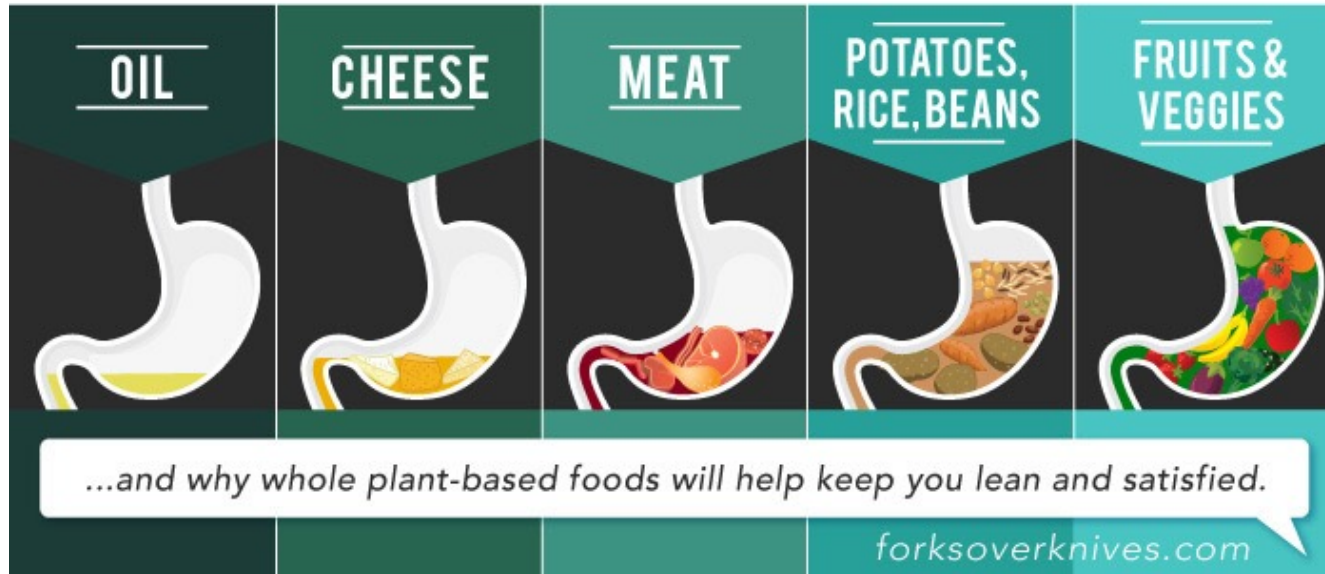 OIL
CHEESE
MEAT
POTATOES,
RICE, BEANS
FRUITS &
VEGGIES
...and why whole plant-based foods will help keep you lean and satisfied.
forksoverknives.com